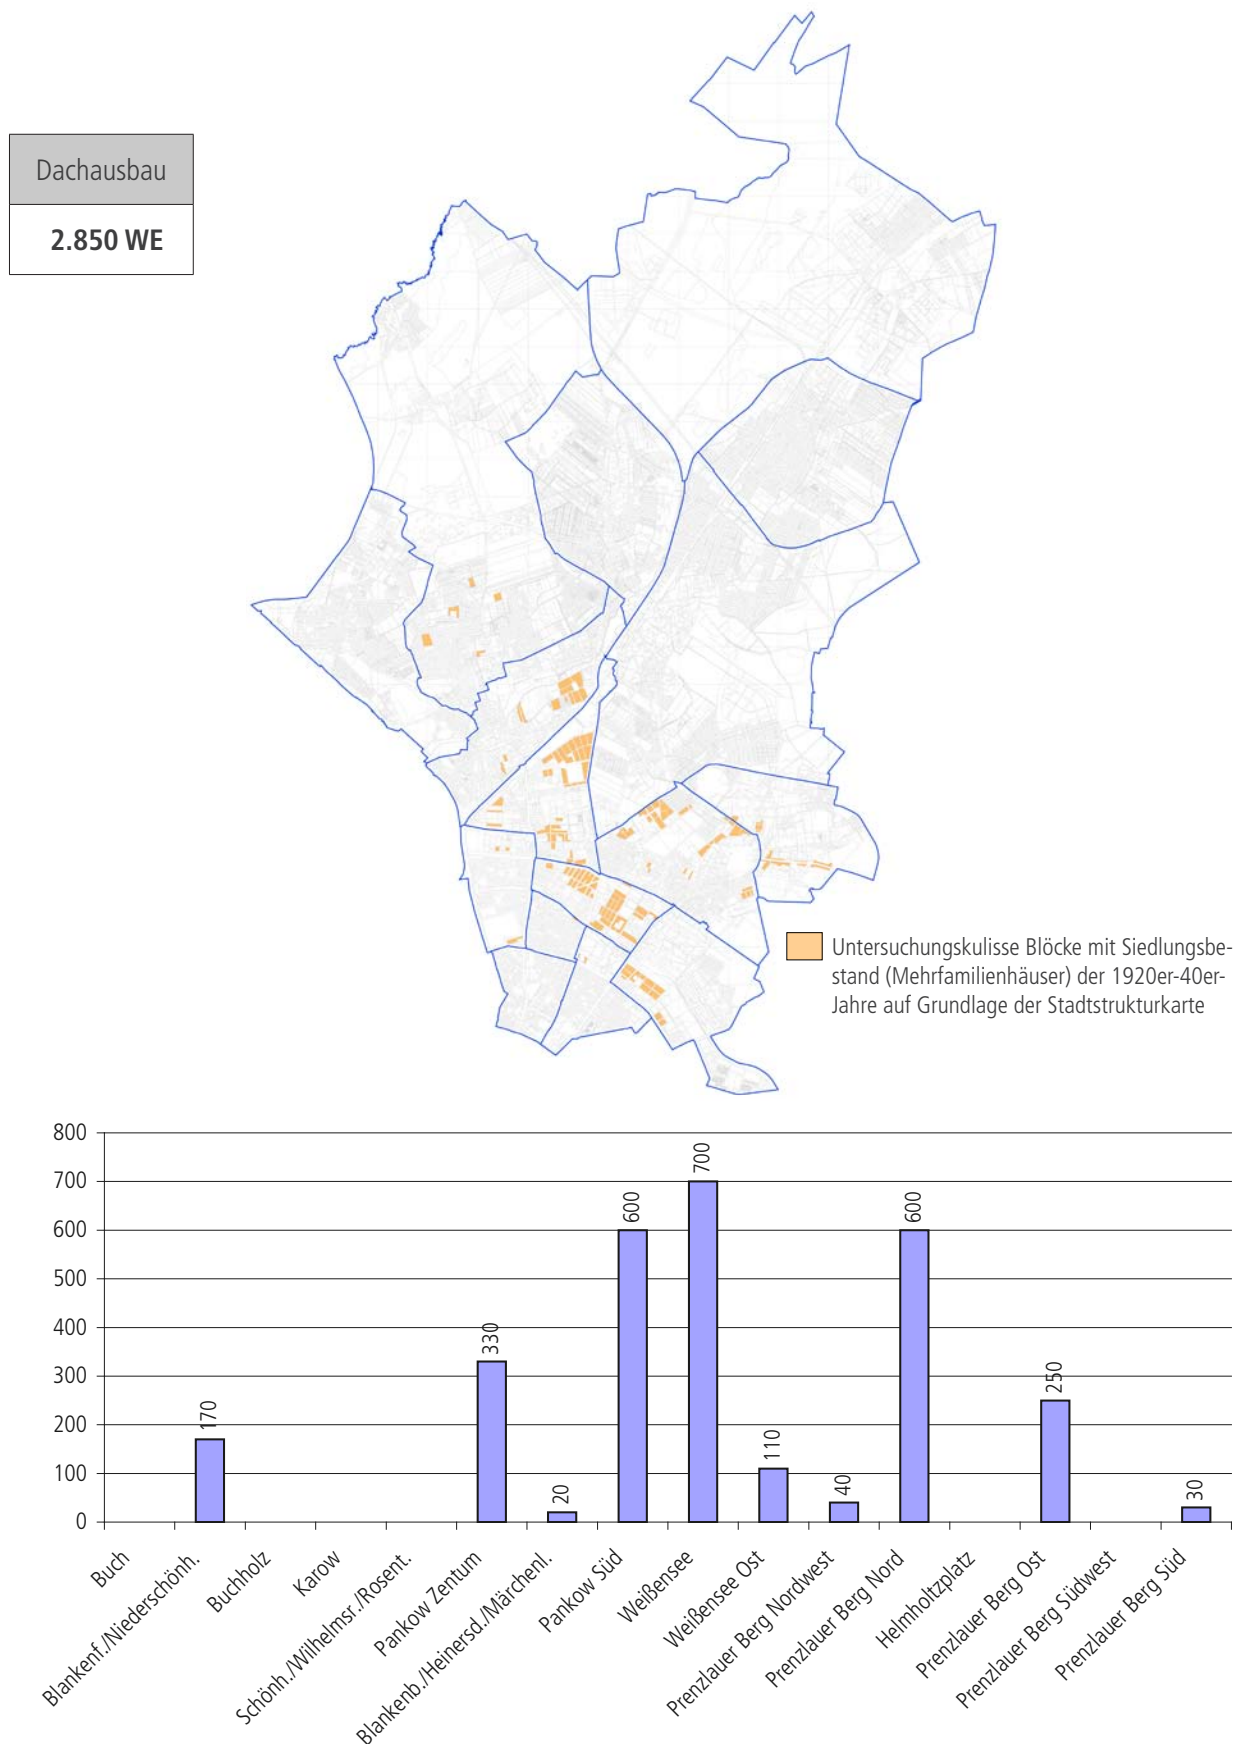 Dachausbau
2.850 WE
Untersuchungskulisse Blöcke mit Siedlungsbe-
stand (Mehrfamilienhäuser) der 1920er-40er-
Jahre auf Grundlage der Stadtstrukturkarte
800
700
600
500
400
300
200
100
0
170
330
20
600
700
110
40
600
250
30
Buch
Blankenf./Niederschönh.
Buchholz
Karow
Schönh./Wilhelmsr./Rosent.
Pankow Zentum
Blankenb./Heinersd./Märchenl.
Pankow Süd
Weißensee
Weißensee Ost
Prenzlauer Berg Nordwest
Prenzlauer Berg Nord
Helmholtzplatz
Prenzlauer Berg Ost
Prenzlauer Berg Südwest
Prenzlauer Berg Süd